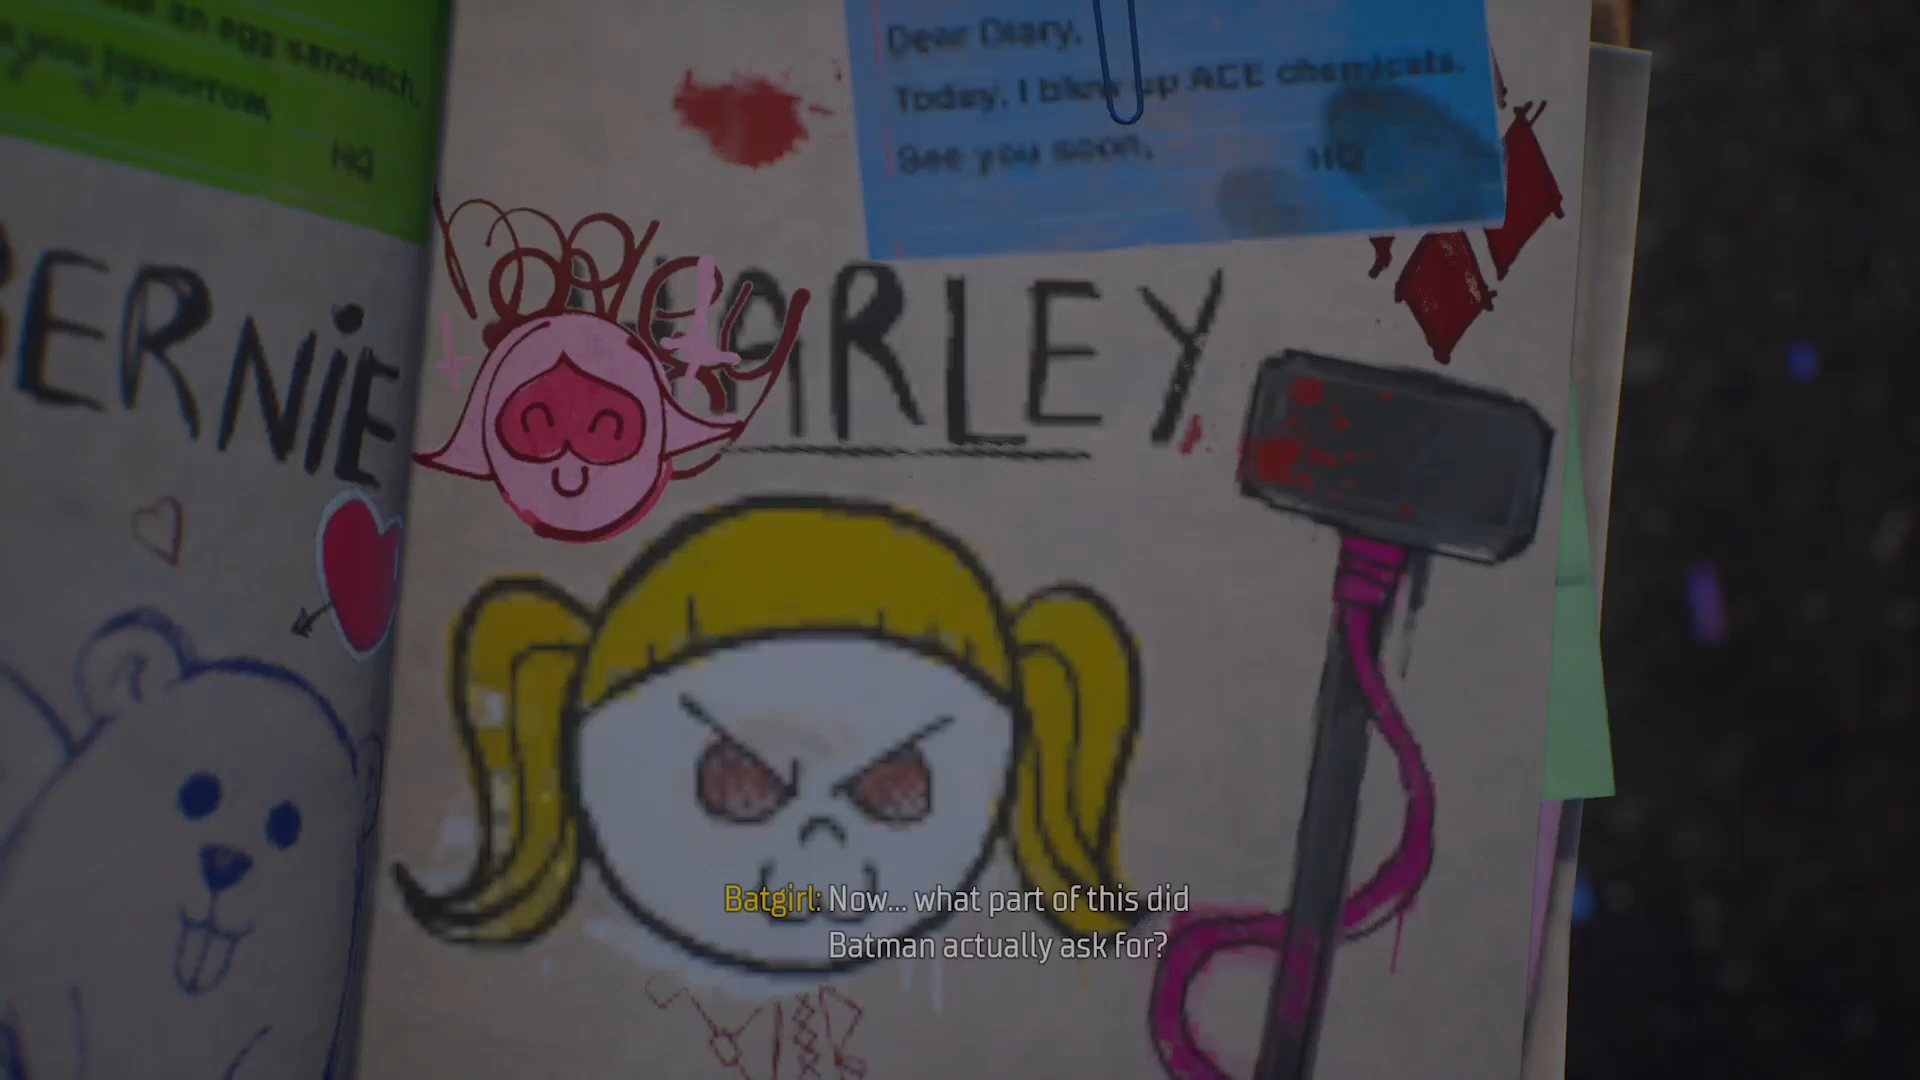 an egg sandwich.
you tomorrow,
HQ
BERNiE
Dear Diary,
Today, I blew up ACE chemicals.
See you soon,
HQ
HARLEY
Batgirl: Now... what part of this did
Batman actually ask for?